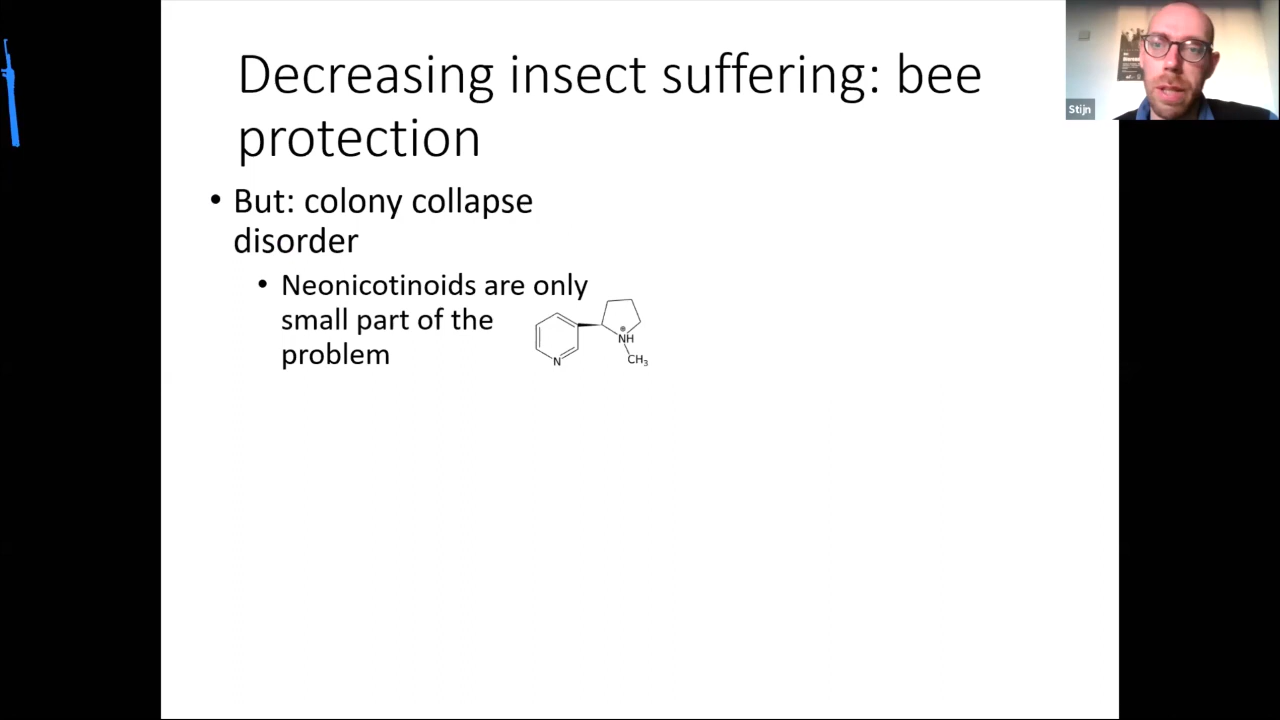 Decreasing insect suffering: bee
protection
• But: colony collapse
disorder
• Neonicotinoids are only
small part of the
problem
N
⊕
NH
CH₃
Stijn